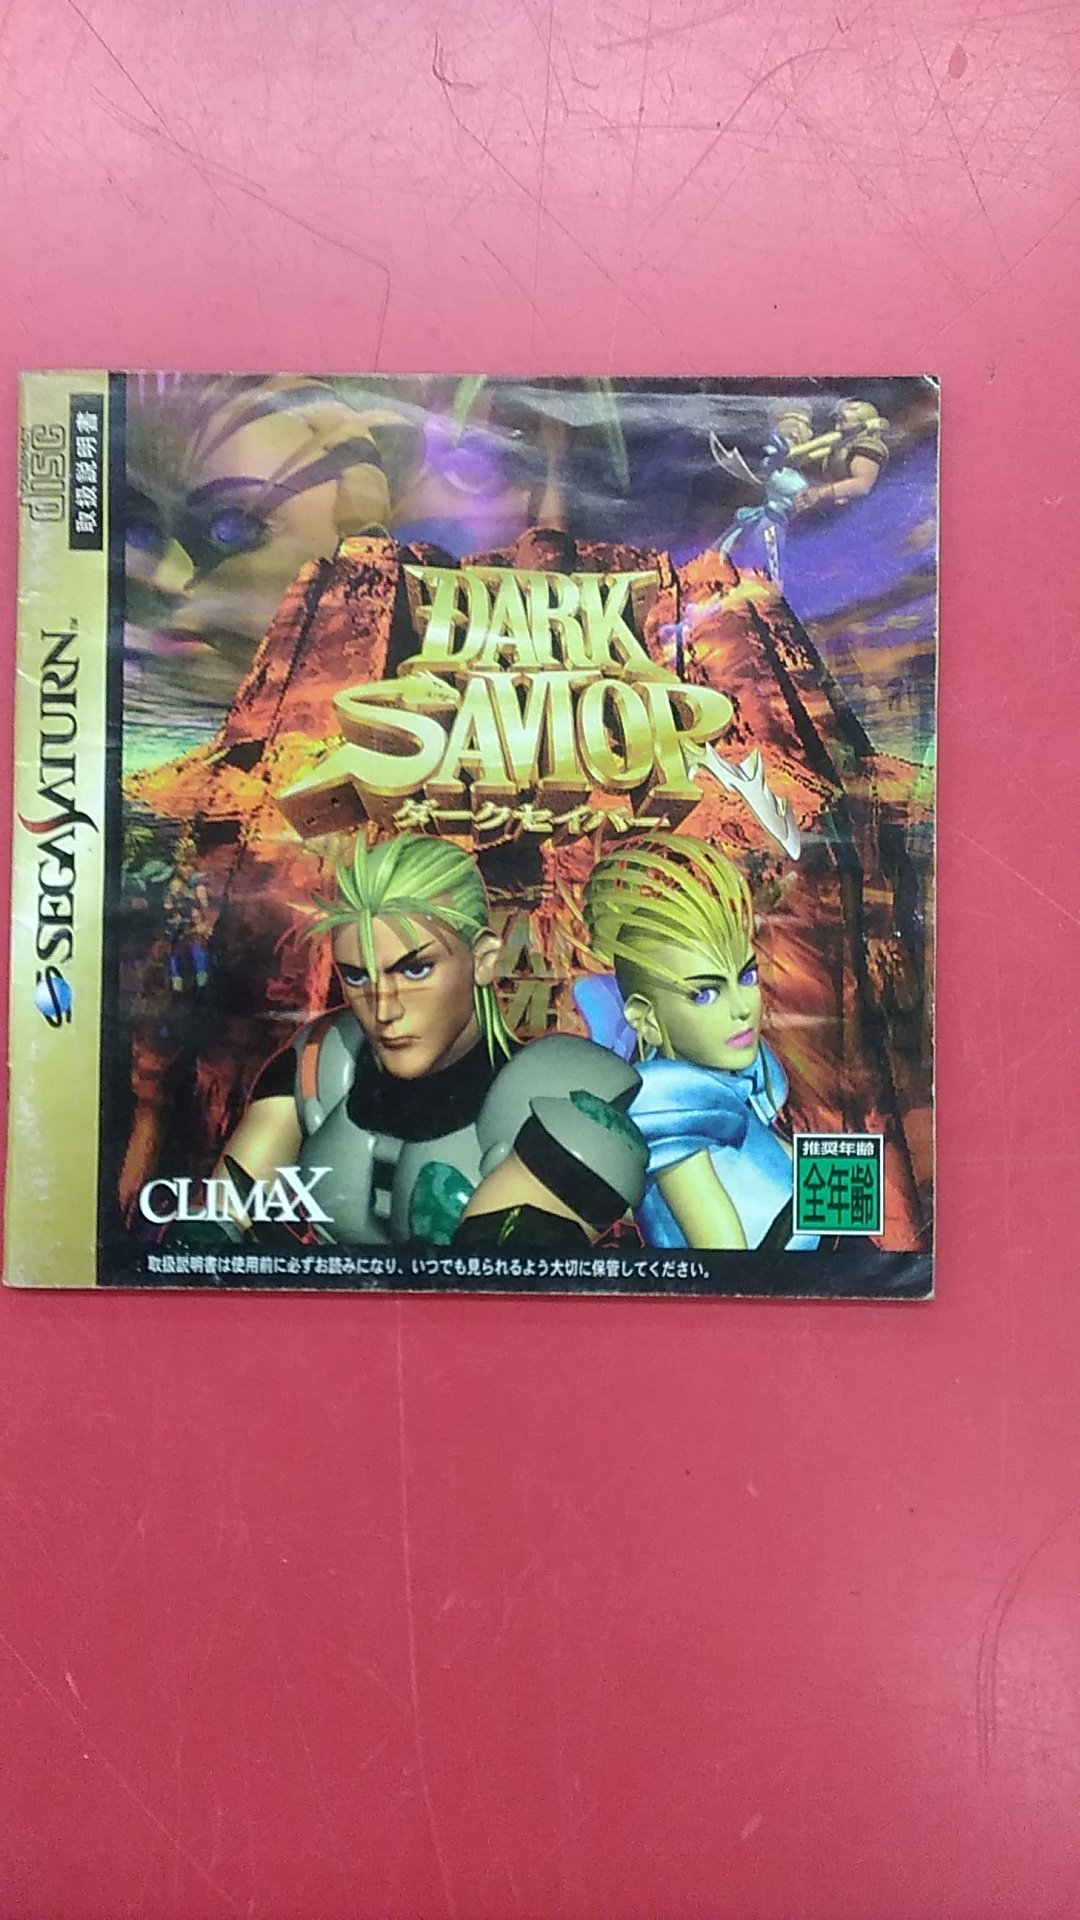 disc
取扱説明書
SEGA SATURN™
DARK
SAVIOR
ダークセイバー
CLIMAX
推奨年齢
全年齢
取扱説明書は使用前に必ずお読みになり、いつでも見られるよう大切に保管してください。